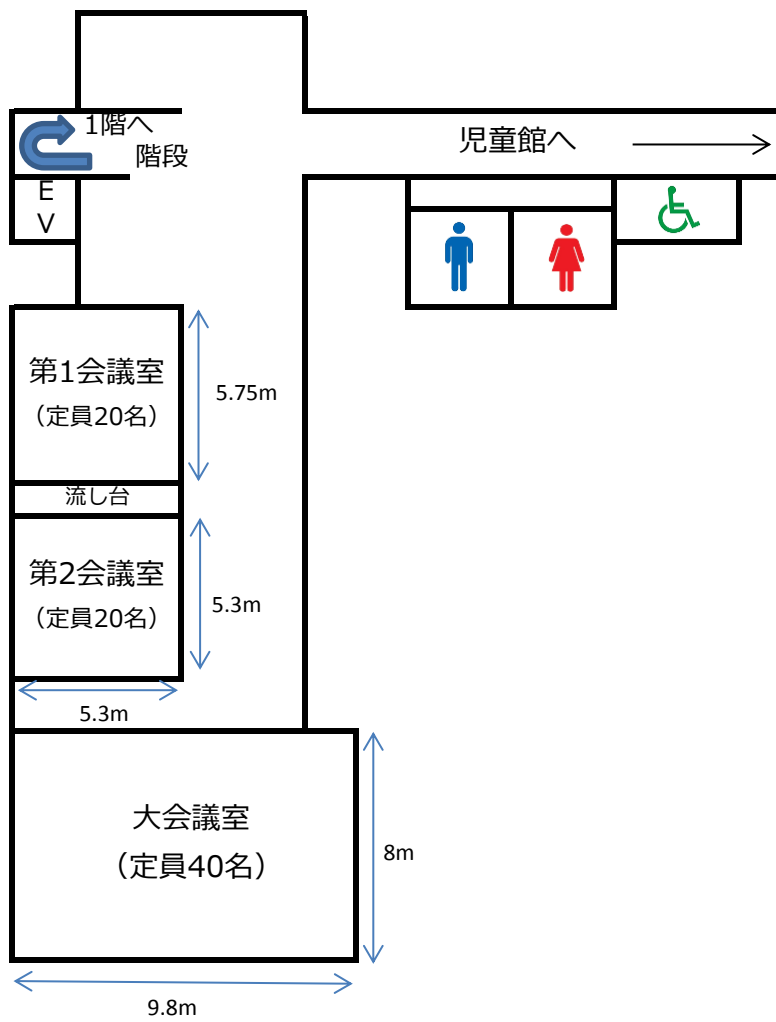 1階へ
階段
児童館へ
E
V
第1会議室
（定員20名）
5.75m
流し台
第2会議室
（定員20名）
5.3m
5.3m
大会議室
（定員40名）
8m
9.8m